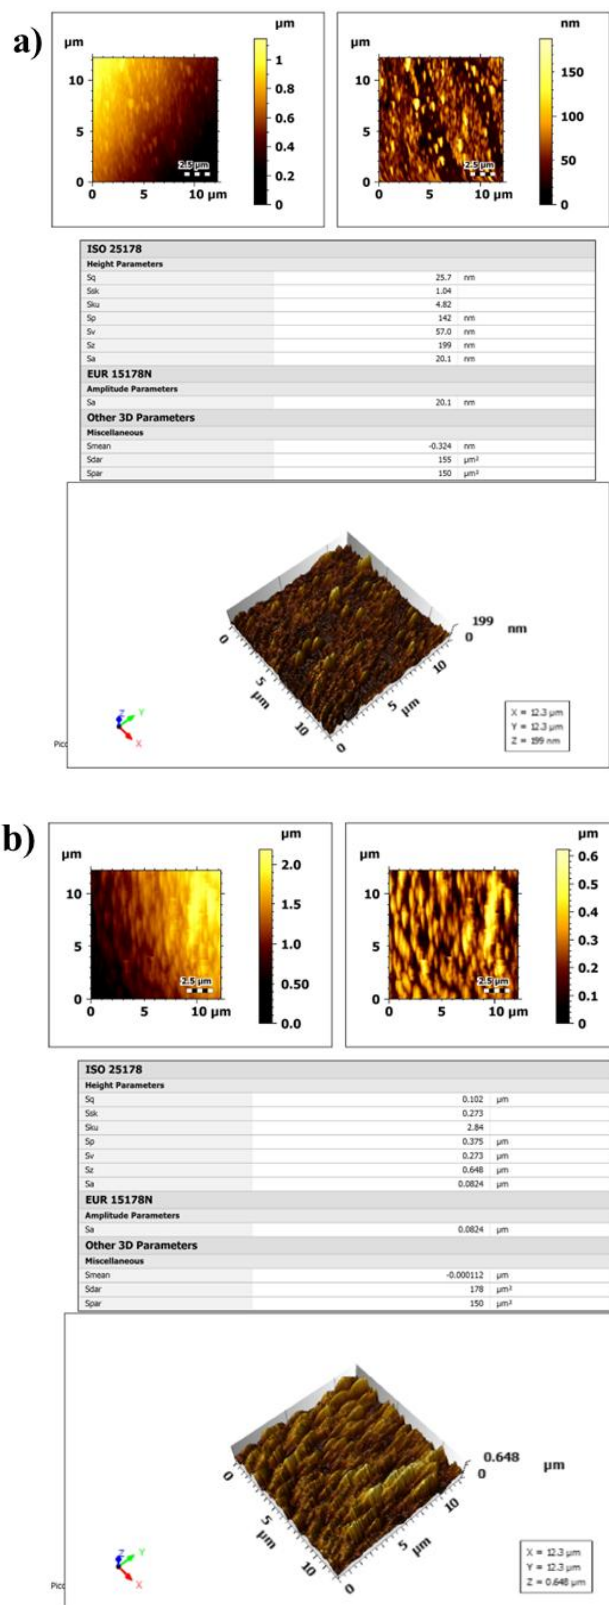 a)
µm
µm
1
0.8
0.6
0.4
0.2
0
10
5
0
2.5 µm
0 5 10 µm
nm
µm
150
100
50
0
10
5
0
2.5 µm
0 5 10 µm
ISO 25178
Height Parameters
Sq 25.7 nm
Ssk 1.04
Sku 4.82
Sp 142 nm
Sv 57.0 nm
Sz 199 nm
Sa 20.1 nm
EUR 15178N
Amplitude Parameters
Sa 20.1 nm
Other 3D Parameters
Miscellaneous
Smean -0.324 nm
Sdar 155 µm²
Spar 150 µm²
199 nm
0
0 5 10 µm
0 5 10 µm
Z Y X
X = 12.3 µm
Y = 12.3 µm
Z = 199 nm
Picc
b)
µm
µm
2.0
1.5
1.0
0.50
0.0
10
5
0
2.5 µm
0 5 10 µm
µm
µm
0.6
0.5
0.4
0.3
0.2
0.1
0
10
5
0
2.5 µm
0 5 10 µm
ISO 25178
Height Parameters
Sq 0.102 µm
Ssk 0.273
Sku 2.84
Sp 0.375 µm
Sv 0.273 µm
Sz 0.648 µm
Sa 0.0824 µm
EUR 15178N
Amplitude Parameters
Sa 0.0824 µm
Other 3D Parameters
Miscellaneous
Smean -0.000112 µm
Sdar 178 µm²
Spar 150 µm²
0.648 µm
0
0 5 10 µm
0 5 10 µm
Z Y X
X = 12.3 µm
Y = 12.3 µm
Z = 0.648 µm
Picc